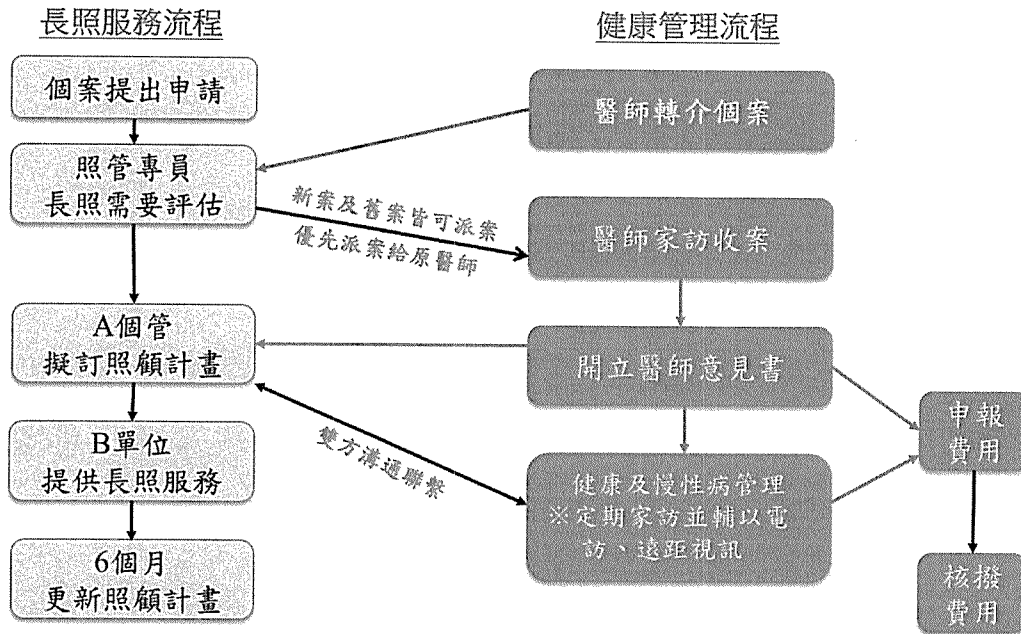 長照服務流程
個案提出申請
照管專員
長照需要評估
A個管
擬訂照顧計畫
B單位
提供長照服務
6個月
更新照顧計畫
新案及舊案皆可派案
優先派案給原醫師
雙方溝通聯繫
健康管理流程
醫師轉介個案
醫師家訪收案
開立醫師意見書
健康及慢性病管理
※定期家訪並輔以電
訪、遠距視訊
申報
費用
核撥
費用